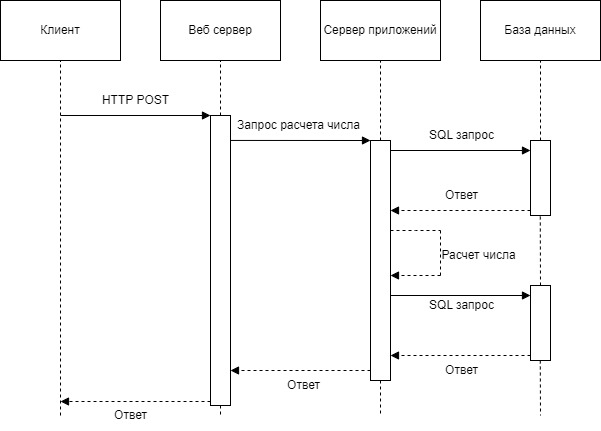 Клиент
Веб сервер
Сервер приложений
База данных
HTTP POST
Запрос расчета числа
SQL запрос
Ответ
Расчет числа
SQL запрос
Ответ
Ответ
Ответ